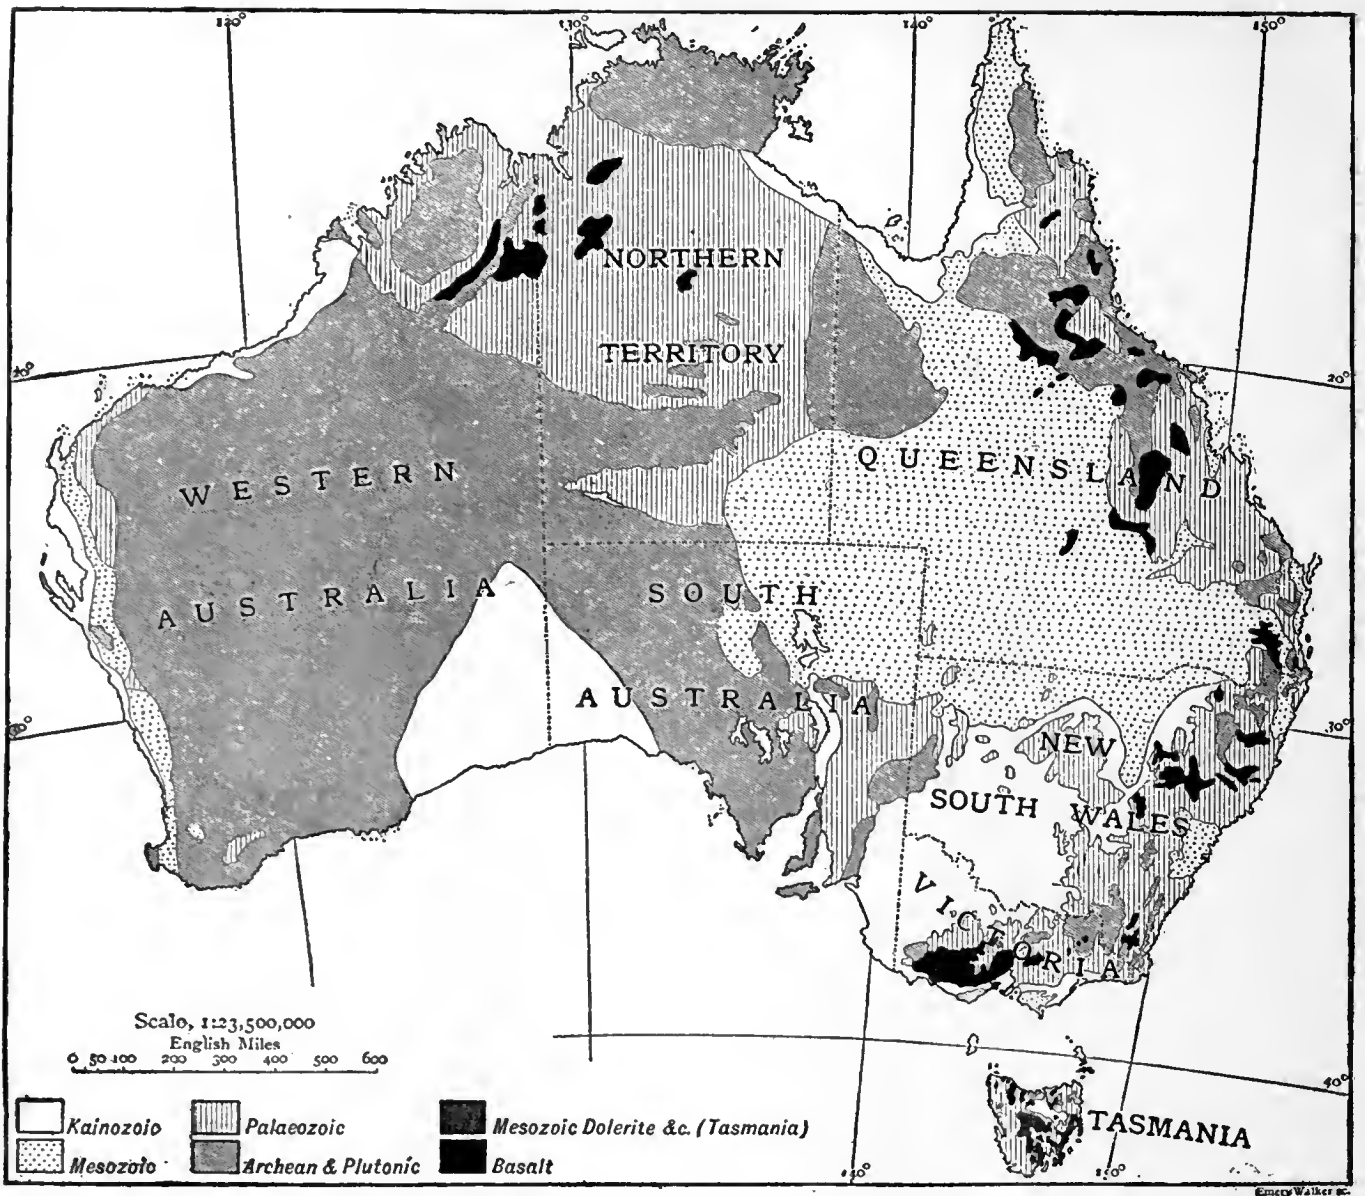 120°
130°
140°
150°
NORTHERN
TERRITORY
20°
20°
WESTERN
QUEENSLAND
AUSTRALIA
SOUTH
AUSTRALIA
30°
30°
NEW
SOUTH WALES
VICTORIA
Scale, 1:23,500,000
English Miles
0 50 100 200 300 400 500 600
40°
Kainozoic
Palaeozoic
Mesozoic Dolerite &c. (Tasmania)
TASMANIA
Mesozoic
Archean & Plutonic
Basalt
140°
150°
Emery Walker sc.